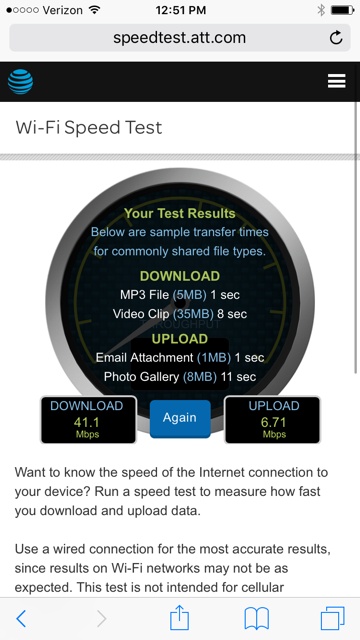 Verizon 12:51 PM
speedtest.att.com
Wi-Fi Speed Test
Your Test Results
Below are sample transfer times
for commonly shared file types.
DOWNLOAD
MP3 File (5MB) 1 sec
Video Clip (35MB) 8 sec
UPLOAD
Email Attachment (1MB) 1 sec
Photo Gallery (8MB) 11 sec
DOWNLOAD
41.1
Mbps
Again
UPLOAD
6.71
Mbps
Want to know the speed of the Internet connection to
your device? Run a speed test to measure how fast
you download and upload data.
Use a wired connection for the most accurate results,
since results on Wi-Fi networks may not be as
expected. This test is not intended for cellular